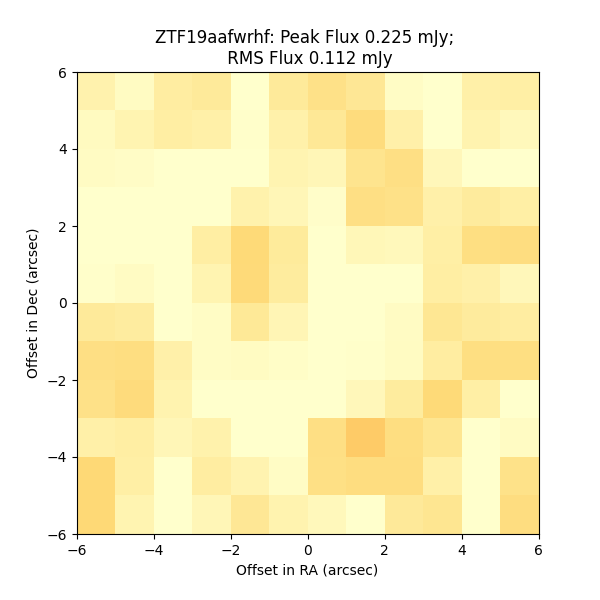 ZTF19aafwrhf: Peak Flux 0.225 mJy;
RMS Flux 0.112 mJy
6
4
2
0
−2
−4
−6
Offset in Dec (arcsec)
−6 −4 −2 0 2 4 6
Offset in RA (arcsec)